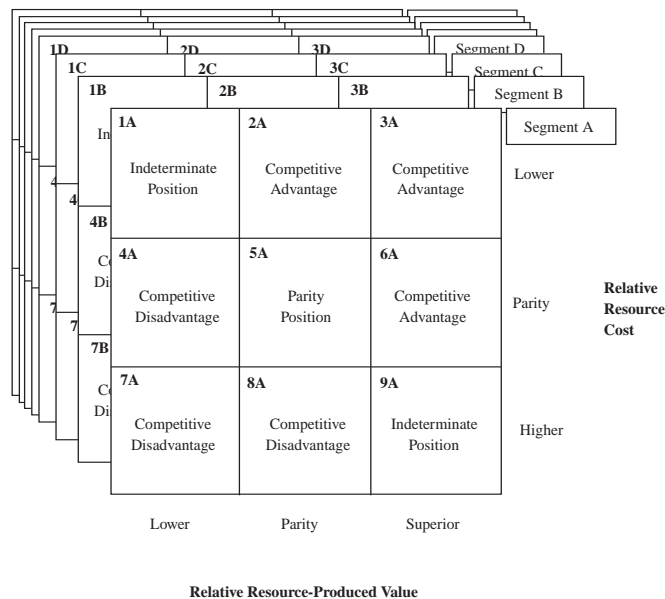 1D 2D 3D Segment D
1C 2C 3C Segment C
1B 2B 3B Segment B
1A 2A 3A Segment A
Indeterminate Competitive Competitive Lower
Position Advantage Advantage
4B
4A 5A 6A
Competitive Parity Competitive Parity
Disadvantage Position Advantage
Relative
Resource
Cost
7B
7A 8A 9A
Competitive Competitive Indeterminate Higher
Disadvantage Disadvantage Position
Lower Parity Superior
Relative Resource-Produced Value